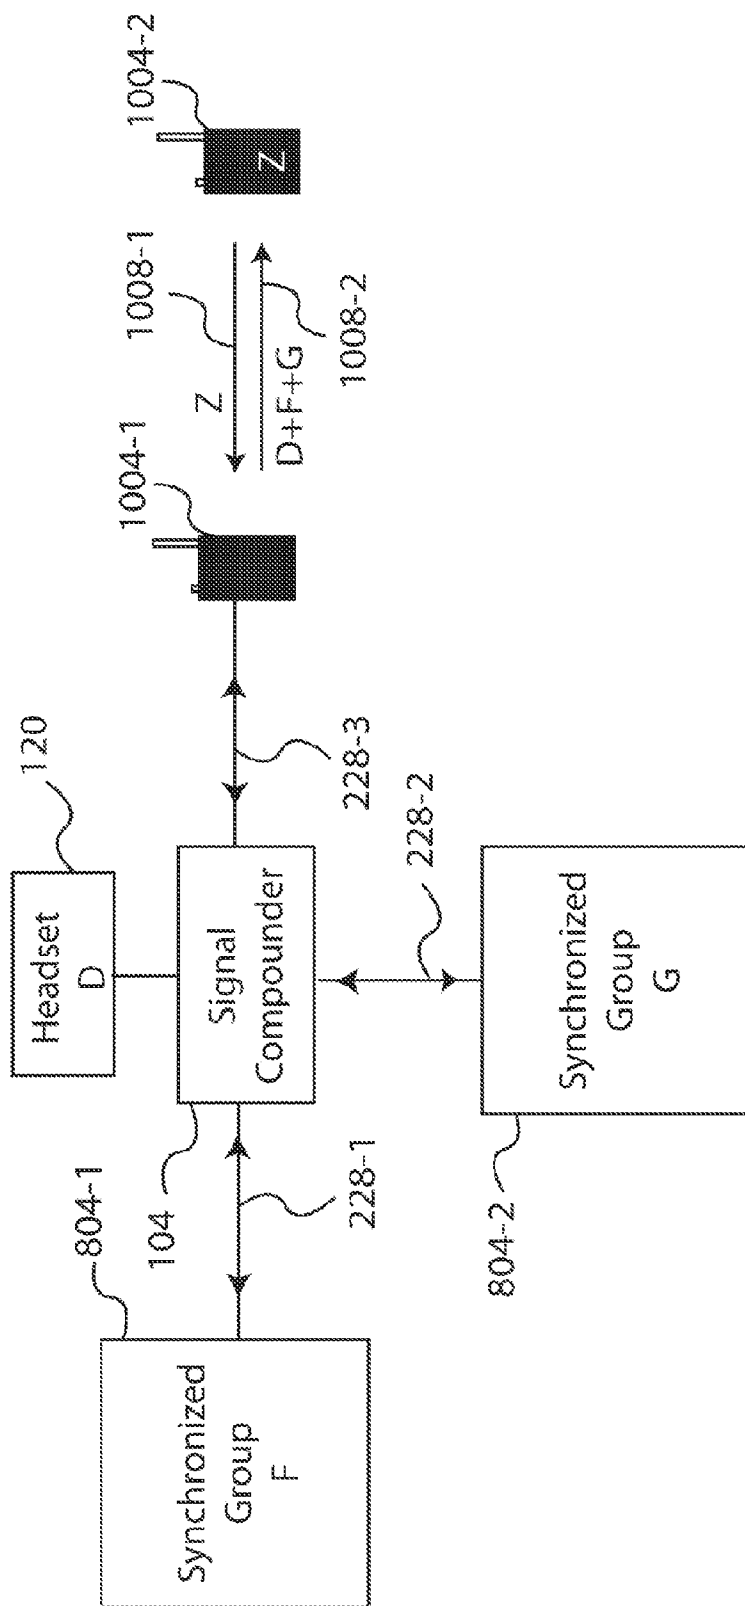 804-1
Synchronized
Group
F
104
228-1
Headset
D
120
Signal
Compounder
228-3
228-2
Synchronized
Group
G
804-2
1004-1
Z
1008-1
D+F+G
1008-2
1004-2
Z